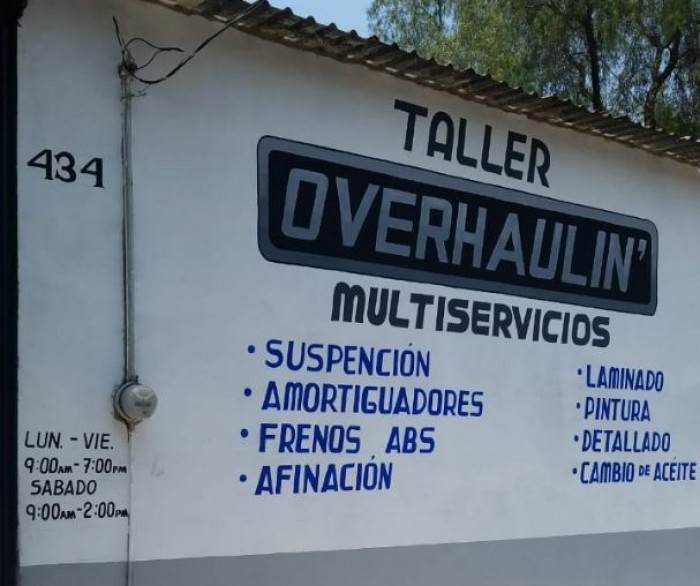 434
TALLER
OVERHAULIN'
MULTISERVICIOS
• SUSPENCIÓN
• AMORTIGUADORES
• FRENOS ABS
• AFINACIÓN
• LAMINADO
• PINTURA
• DETALLADO
• CAMBIO DE ACÉITE
LUN. - VIE.
9:00AM - 7:00PM
SABADO
9:00AM - 2:00PM